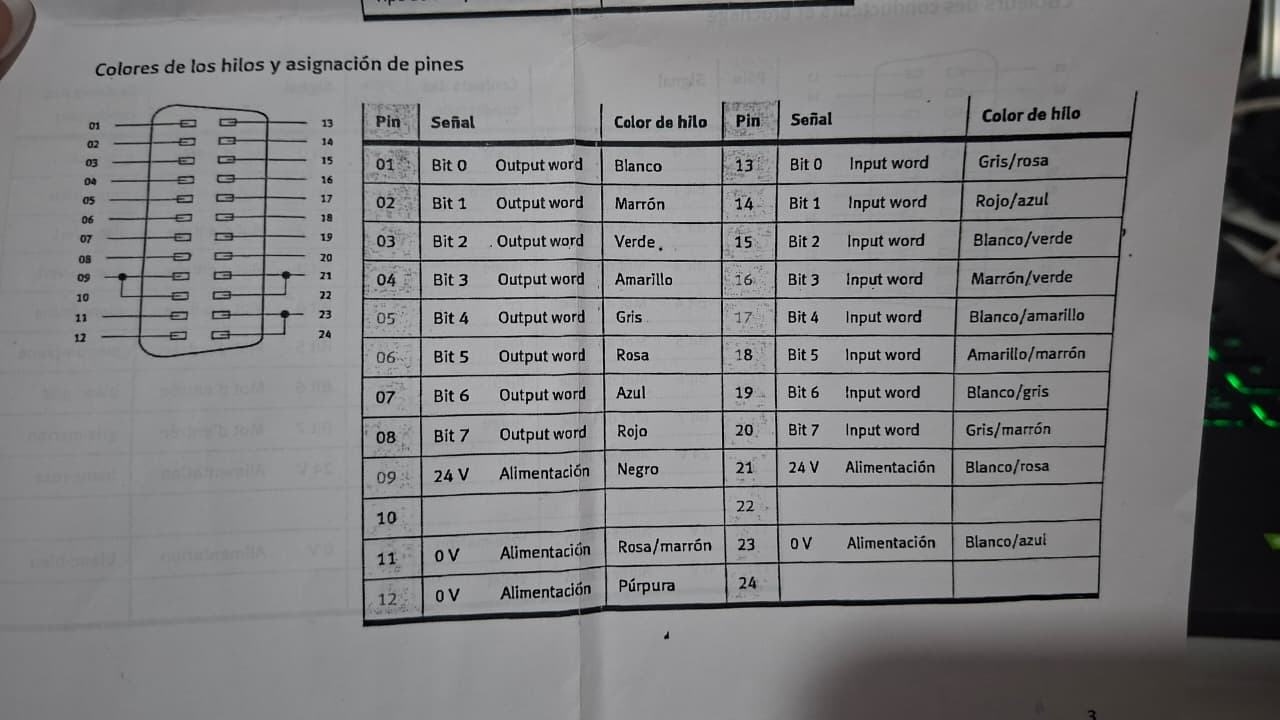 Colores de los hilos y asignación de pines
01 13
02 14
03 15
04 16
05 17
06 18
07 19
08 20
09 21
10 22
11 23
12 24
Pin Señal Color de hilo Pin Señal Color de hilo
01 Bit 0 Output word Blanco 13 Bit 0 Input word Gris/rosa
02 Bit 1 Output word Marrón 14 Bit 1 Input word Rojo/azul
03 Bit 2 Output word Verde 15 Bit 2 Input word Blanco/verde
04 Bit 3 Output word Amarillo 16 Bit 3 Input word Marrón/verde
05 Bit 4 Output word Gris 17 Bit 4 Input word Blanco/amarillo
06 Bit 5 Output word Rosa 18 Bit 5 Input word Amarillo/marrón
07 Bit 6 Output word Azul 19 Bit 6 Input word Blanco/gris
08 Bit 7 Output word Rojo 20 Bit 7 Input word Gris/marrón
09 24 V Alimentación Negro 21 24 V Alimentación Blanco/rosa
10 22
11 0 V Alimentación Rosa/marrón 23 0 V Alimentación Blanco/azul
12 0 V Alimentación Púrpura 24
3